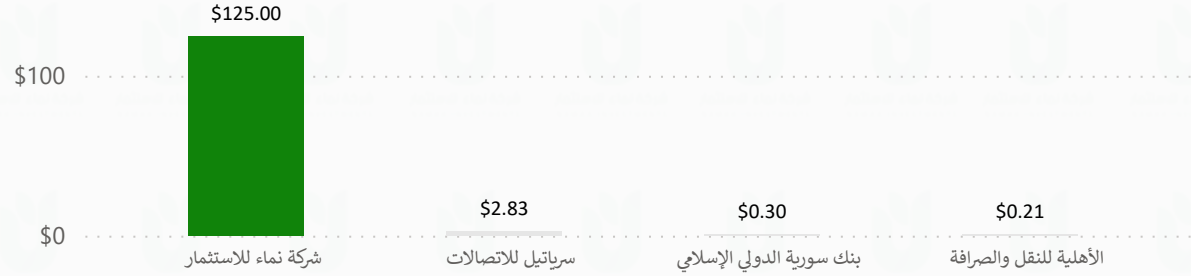 $125.00
$100
$2.83
$0.30
$0.21
$0
شركة نماء للاستثمار
سرياتيل للاتصالات
بنك سورية الدولي الإسلامي
الأهلية للنقل والصرافة